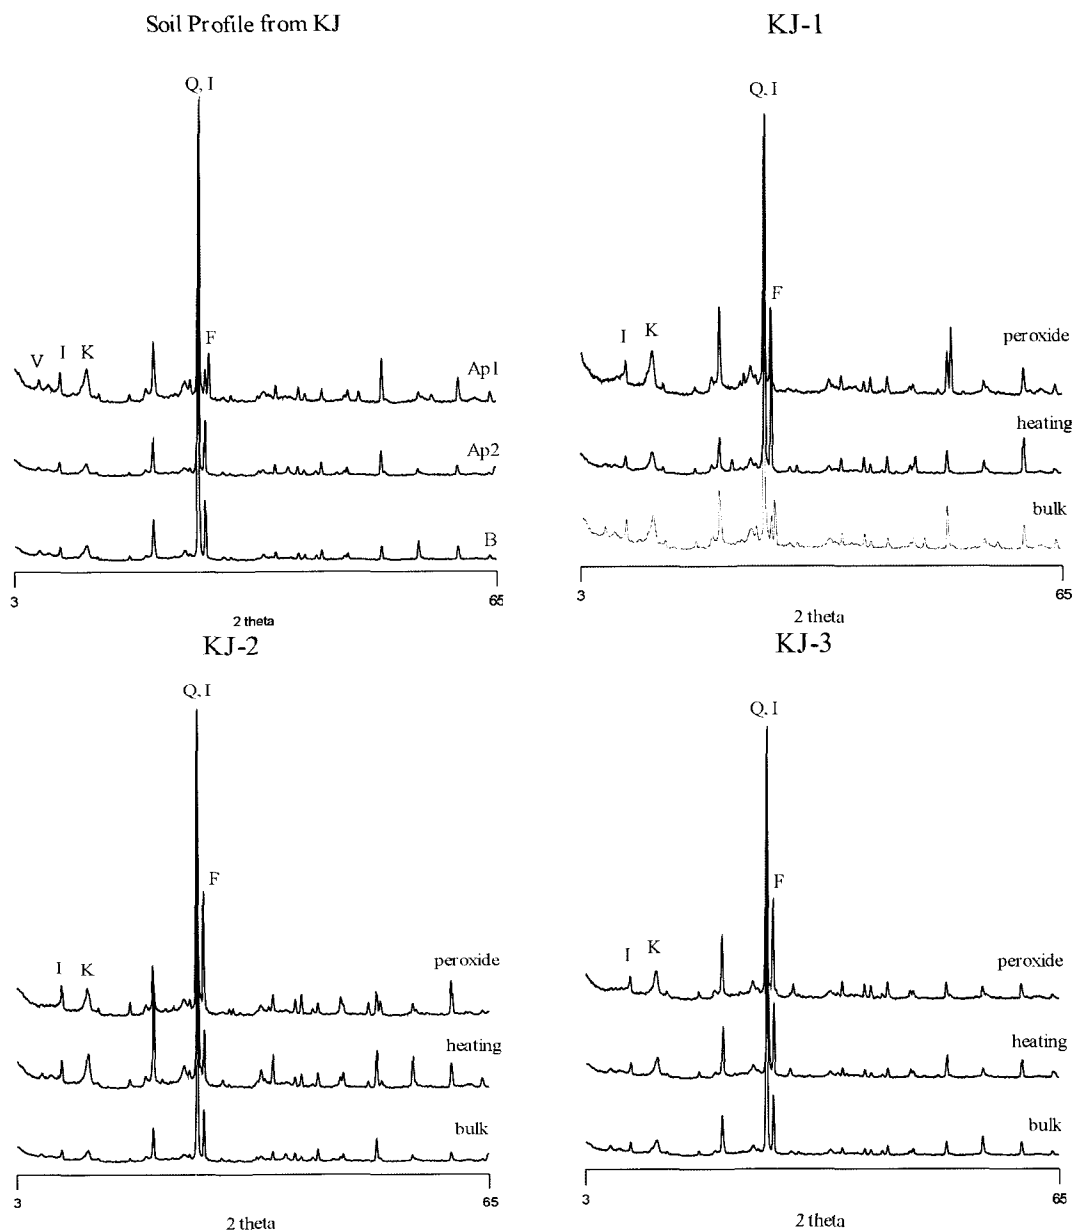 Soil Profile from KJ
Q, I
F
V
I
K
Ap1
Ap2
B
3
65
2 theta
KJ-1
Q, I
F
I
K
peroxide
heating
bulk
3
65
2 theta
KJ-2
Q, I
F
I
K
peroxide
heating
bulk
3
65
2 theta
KJ-3
Q, I
F
I
K
peroxide
heating
bulk
3
65
2 theta